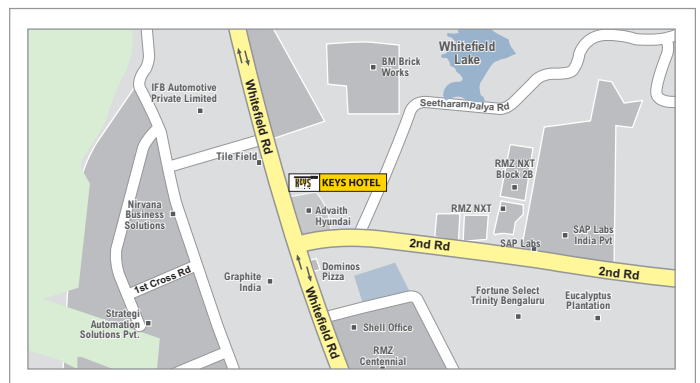 Whitefield
Lake
BM Brick
Works
IFB Automotive
Private Limited
Whitefield Rd
Seetharampalya Rd
Tile Field
RMZ NXT
Block 2B
KEYS
KEYS HOTEL
Nirvana
Business
Solutions
Advaith
Hyundai
RMZ NXT
SAP Labs
India Pvt
2nd Rd
SAP Labs
2nd Rd
1st Cross Rd
Graphite
India
Dominos
Pizza
Whitefield Rd
Fortune Select
Trinity Bengaluru
Eucalyptus
Plantation
Strategi
Automation
Solutions Pvt.
Shell Office
RMZ
Centennial